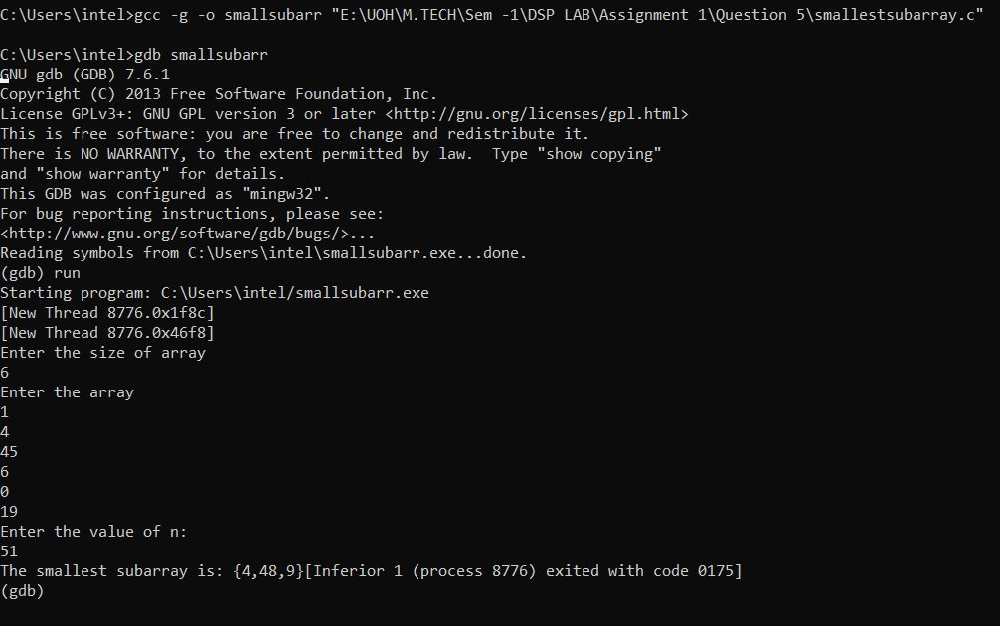 C:\Users\intel>gcc -g -o smallsubarr "E:\UOH\M.TECH\Sem -1\DSP LAB\Assignment 1\Question 5\smallestsubarray.c"
C:\Users\intel>gdb smallsubarr
GNU gdb (GDB) 7.6.1
Copyright (C) 2013 Free Software Foundation, Inc.
License GPLv3+: GNU GPL version 3 or later <http://gnu.org/licenses/gpl.html>
This is free software: you are free to change and redistribute it.
There is NO WARRANTY, to the extent permitted by law.  Type "show copying"
and "show warranty" for details.
This GDB was configured as "mingw32".
For bug reporting instructions, please see:
<http://www.gnu.org/software/gdb/bugs/>...
Reading symbols from C:\Users\intel\smallsubarr.exe...done.
(gdb) run
Starting program: C:\Users\intel/smallsubarr.exe
[New Thread 8776.0x1f8c]
[New Thread 8776.0x46f8]
Enter the size of array
6
Enter the array
1
4
45
6
0
19
Enter the value of n:
51
The smallest subarray is: {4,48,9}[Inferior 1 (process 8776) exited with code 0175]
(gdb)